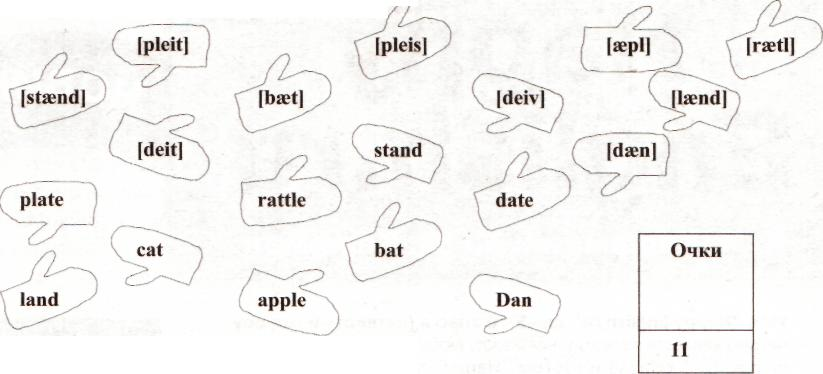 [pleit] [pleis] [æpl] [rætl]
[stænd] [bæt] [deiv] [lænd]
[deit] stand [dæn]
plate rattle date
cat bat Очки
land apple Dan
11